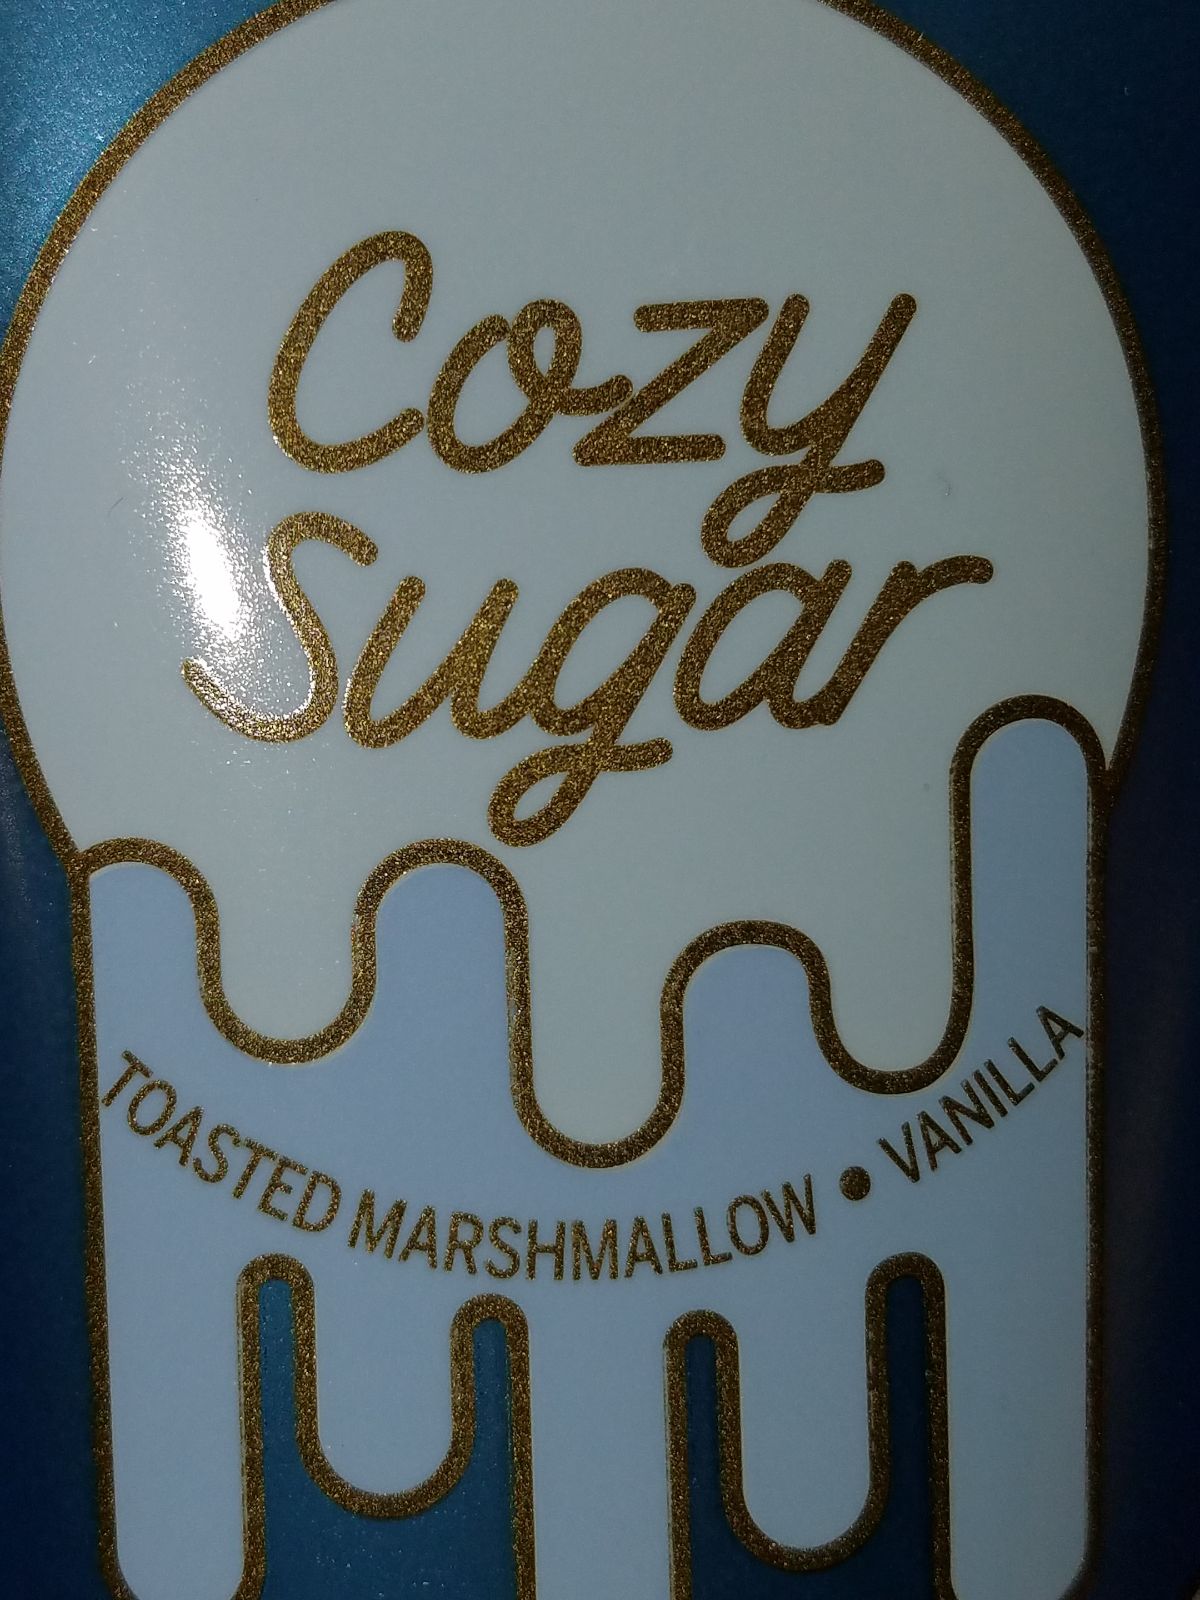 Cozy
Sugar
TOASTED MARSHMALLOW • VANILLA